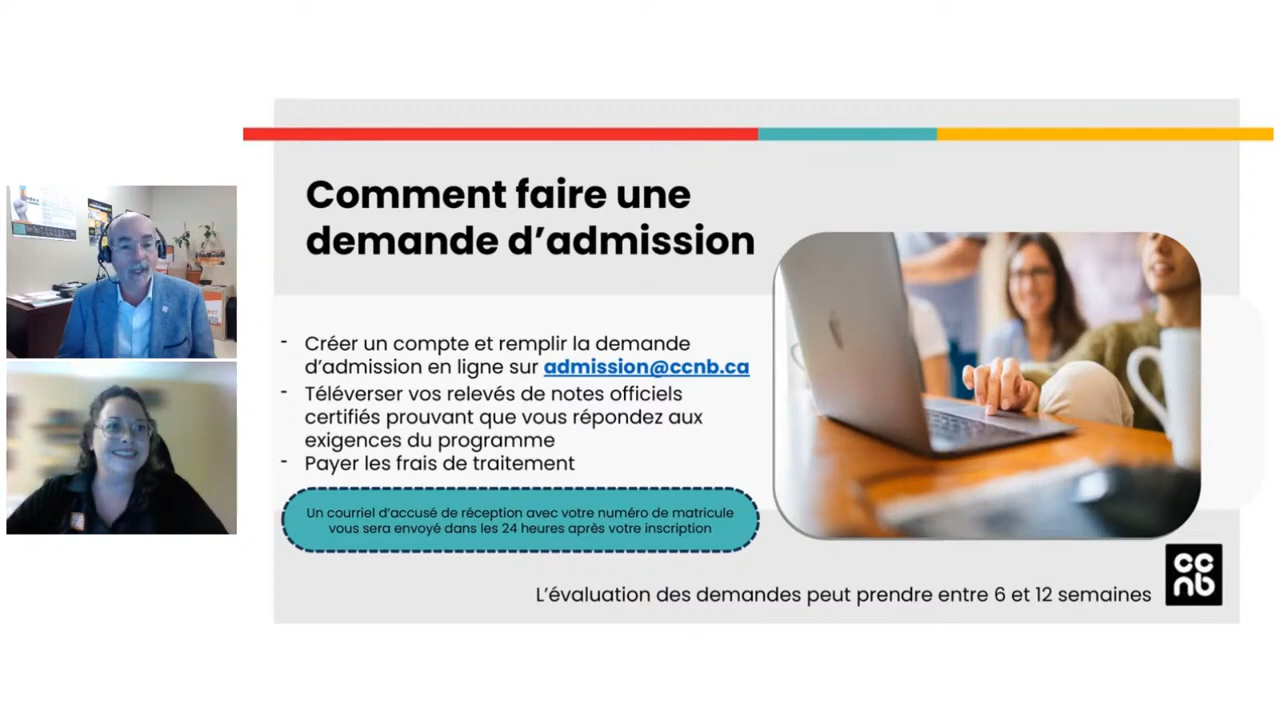 Comment faire une
demande d’admission
- Créer un compte et remplir la demande
d’admission en ligne sur admission@ccnb.ca
- Téléverser vos relevés de notes officiels
certifiés prouvant que vous répondez aux
exigences du programme
- Payer les frais de traitement
Un courriel d’accusé de réception avec votre numéro de matricule
vous sera envoyé dans les 24 heures après votre inscription
L’évaluation des demandes peut prendre entre 6 et 12 semaines
cc
nb